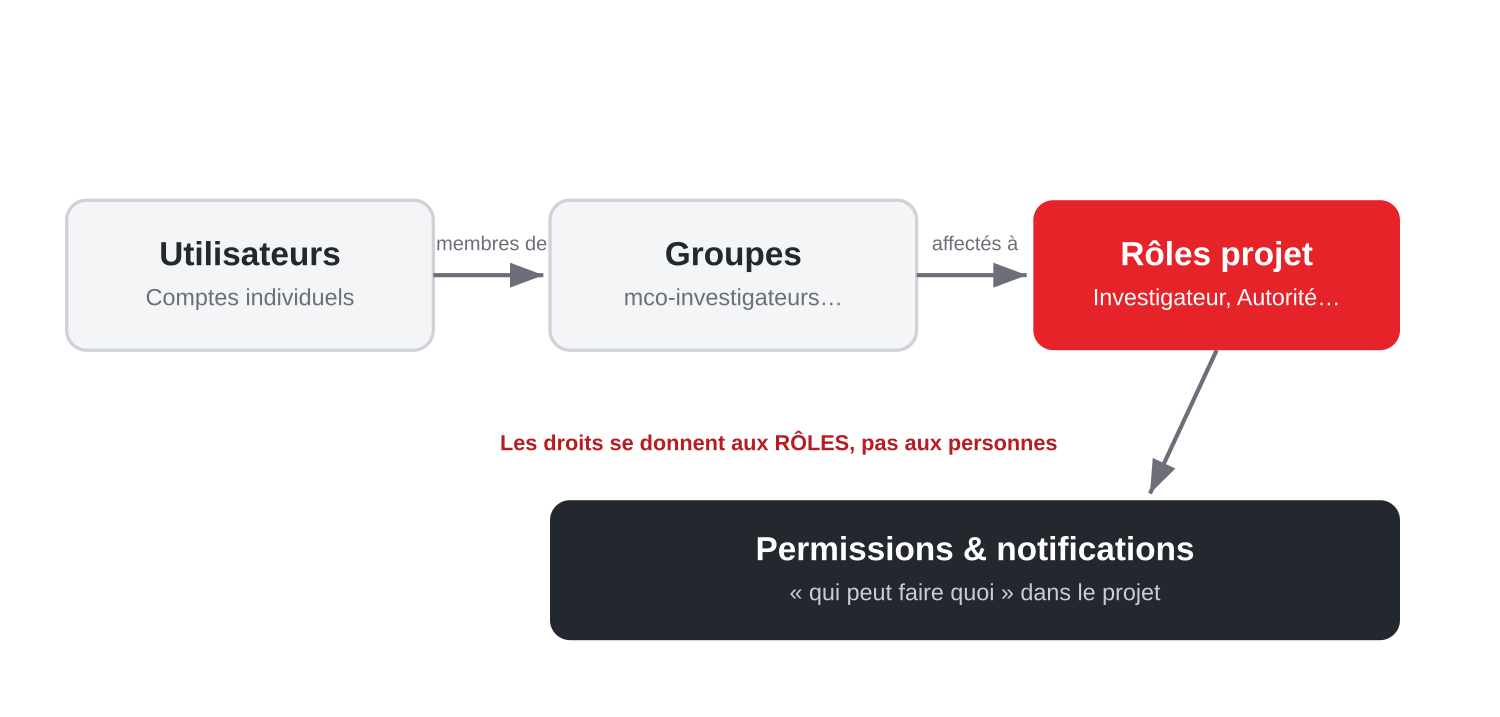 Utilisateurs
Comptes individuels
membres de
Groupes
mco-investigateurs…
affectés à
Rôles projet
Investigateur, Autorité…
Les droits se donnent aux RÔLES, pas aux personnes
Permissions & notifications
« qui peut faire quoi » dans le projet